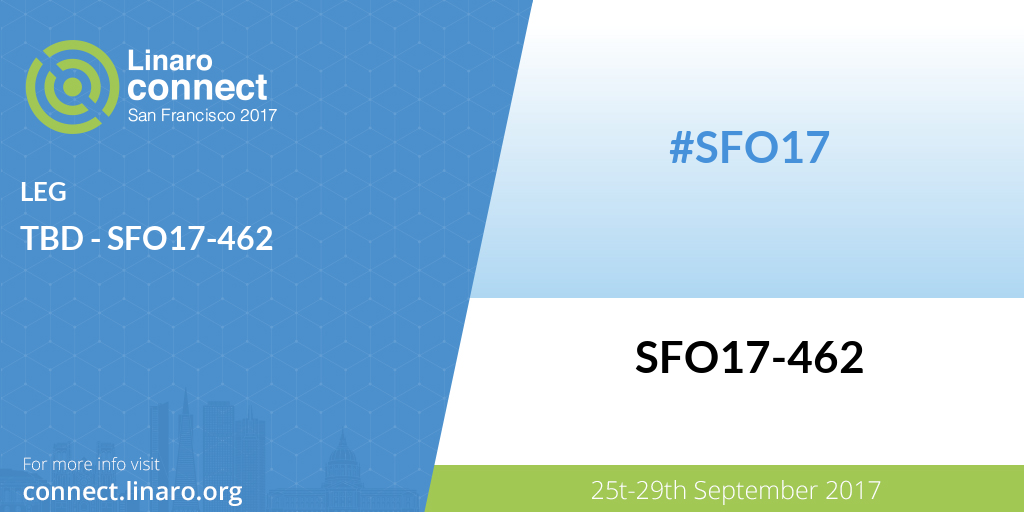 Linaro
connect
San Francisco 2017
LEG
TBD - SFO17-462
#SFO17
SFO17-462
For more info visit
connect.linaro.org
25t-29th September 2017